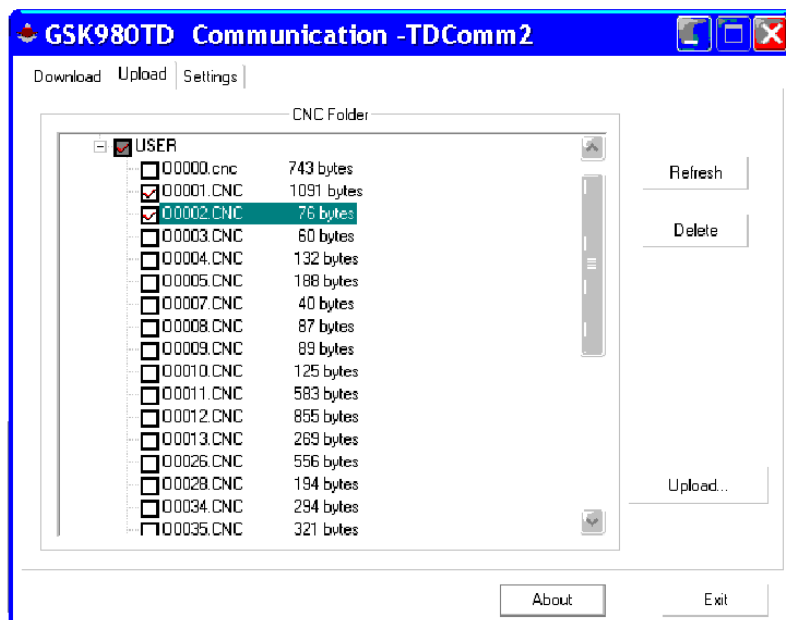 GSK980TD Communication -TDComm2
Download Upload Settings
CNC Folder
USER
O0000.cnc 743 bytes
O0001.CNC 1091 bytes
O0002.CNC 76 bytes
O0003.CNC 60 bytes
O0004.CNC 132 bytes
O0005.CNC 188 bytes
O0007.CNC 40 bytes
O0008.CNC 87 bytes
O0009.CNC 89 bytes
O0010.CNC 125 bytes
O0011.CNC 583 bytes
O0012.CNC 855 bytes
O0013.CNC 269 bytes
O0026.CNC 556 bytes
O0028.CNC 194 bytes
O0034.CNC 294 bytes
O0035.CNC 321 bytes
Refresh
Delete
Upload...
About Exit